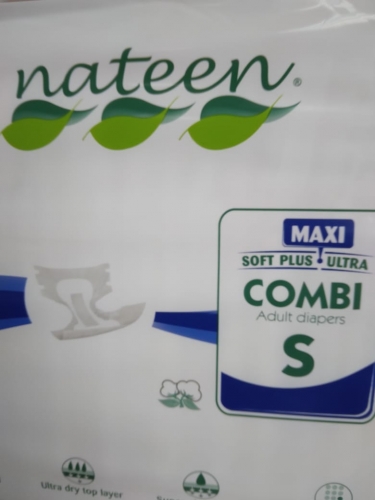 nateen®
MAXI
SOFT PLUS ULTRA
COMBI
Adult diapers
S
Ultra dry top layer